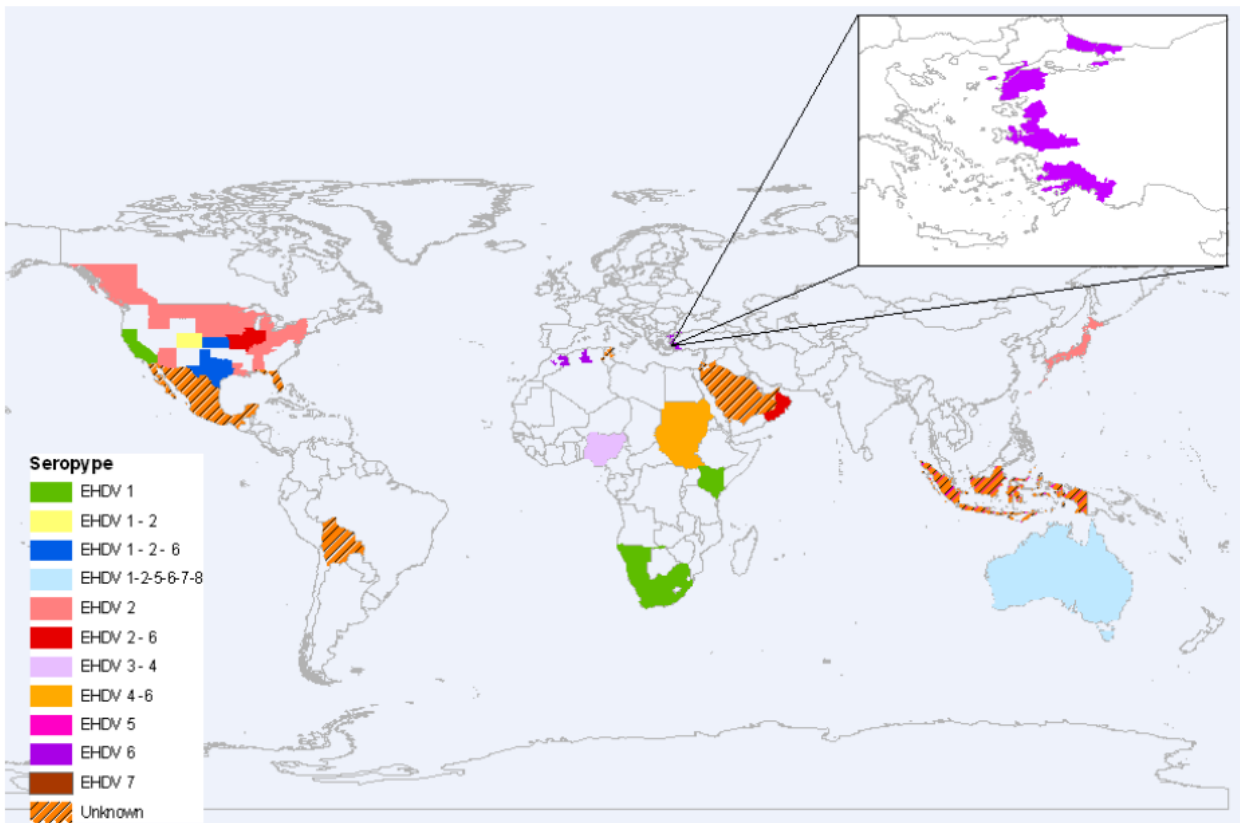 Seropype
EHDV 1
EHDV 1 - 2
EHDV 1 - 2 - 6
EHDV 1-2-5-6-7-8
EHDV 2
EHDV 2 - 6
EHDV 3 - 4
EHDV 4 - 6
EHDV 5
EHDV 6
EHDV 7
Unknown